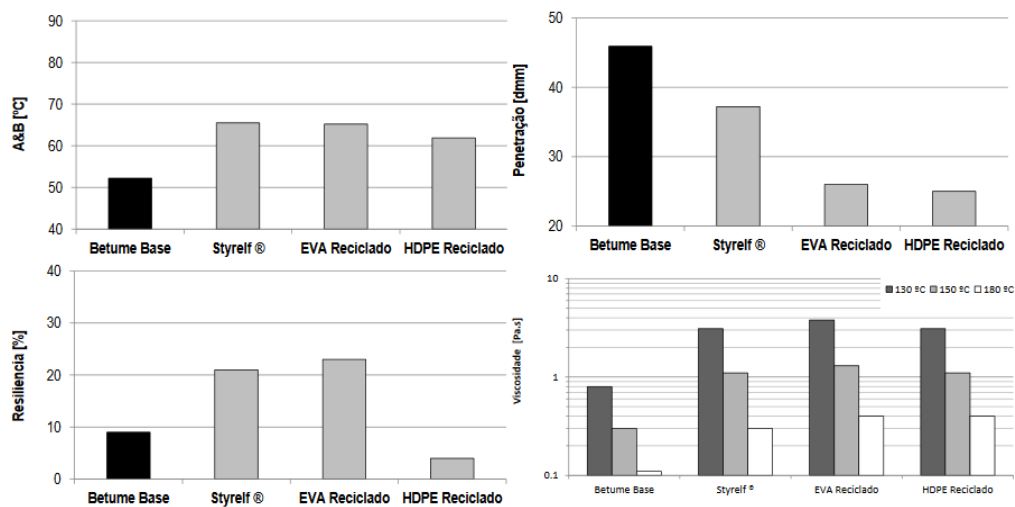 90
80
70
60
50
40
A&B [ºC]
Betume Base Styrelf ® EVA Reciclado HDPE Reciclado
50
40
30
20
Penetração [dmm]
Betume Base Styrelf ® EVA Reciclado HDPE Reciclado
40
30
20
10
0
Resiliencia [%]
Betume Base Styrelf ® EVA Reciclado HDPE Reciclado
10
1
0.1
Viscosidade [Pa.s]
130 ºC 150 ºC 180 ºC
Betume Base Styrelf ® EVA Reciclado HDPE Reciclado